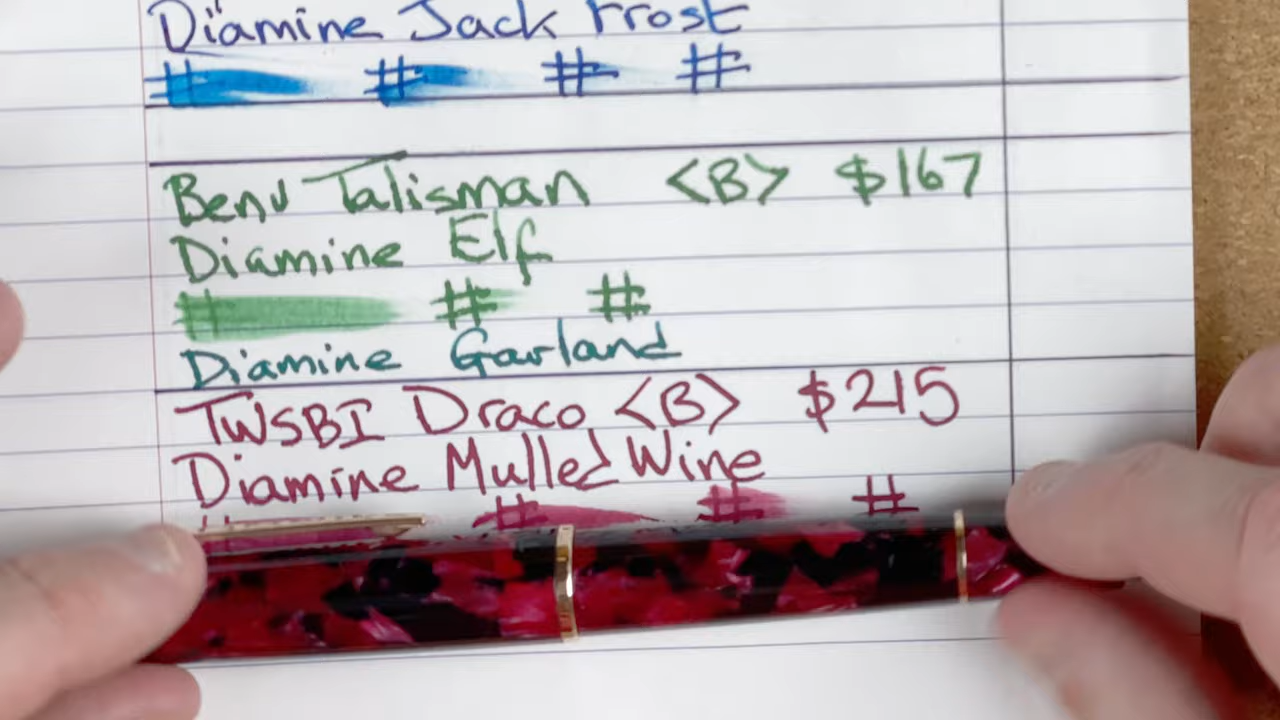 Diamine Jack Frost
# # # #
Benu Talisman <B> $167
Diamine Elf
# # #
Diamine Garland
TWSBI Draco <B> $215
Diamine Mulled Wine
# # # #